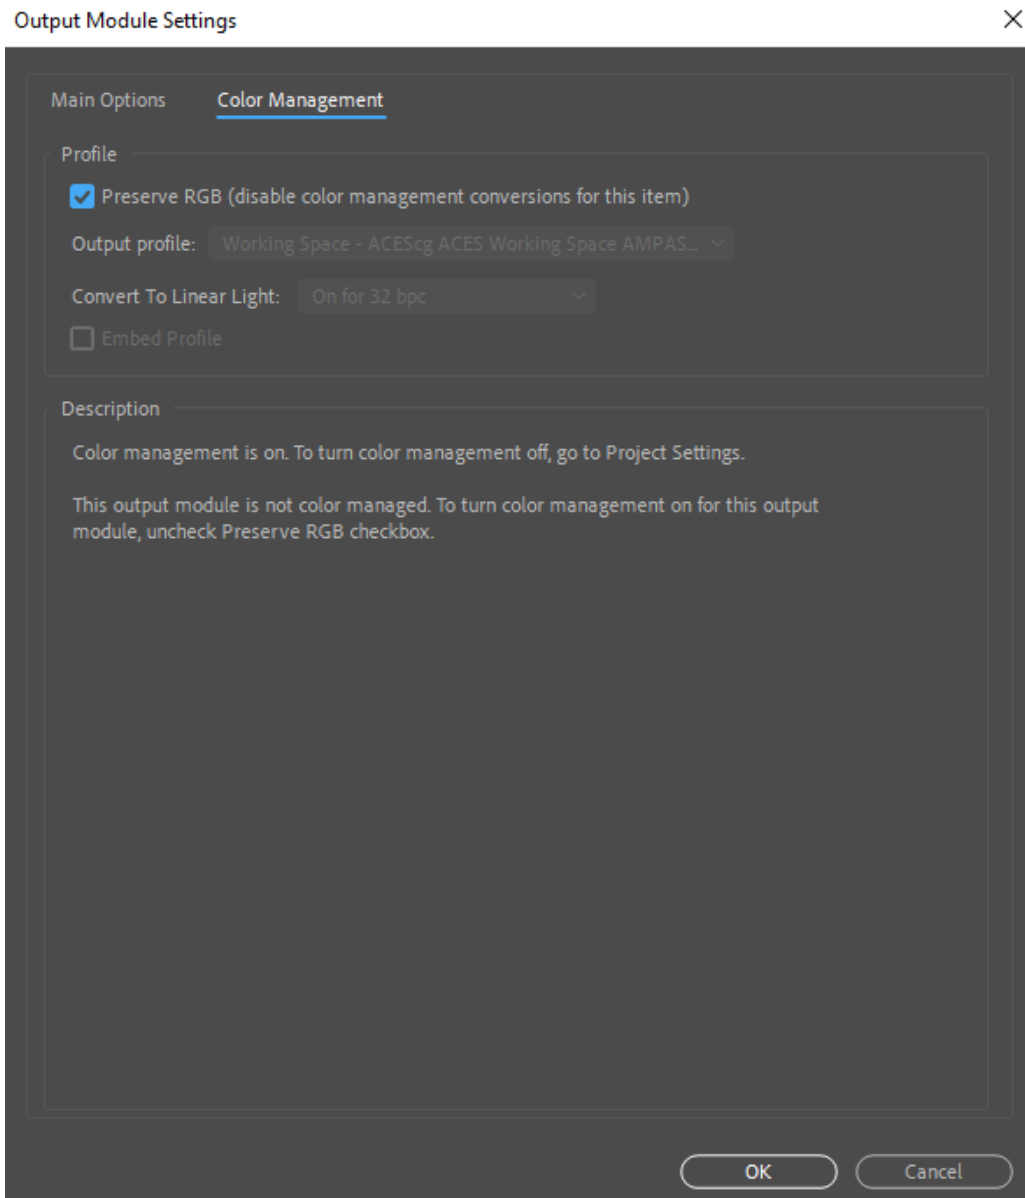 Output Module Settings
Main Options Color Management
Profile
Preserve RGB (disable color management conversions for this item)
Output profile: Working Space - ACEScg ACES Working Space AMPAS...
Convert To Linear Light: On for 32 bpc
Embed Profile
Description
Color management is on. To turn color management off, go to Project Settings.
This output module is not color managed. To turn color management on for this output
module, uncheck Preserve RGB checkbox.
OK Cancel